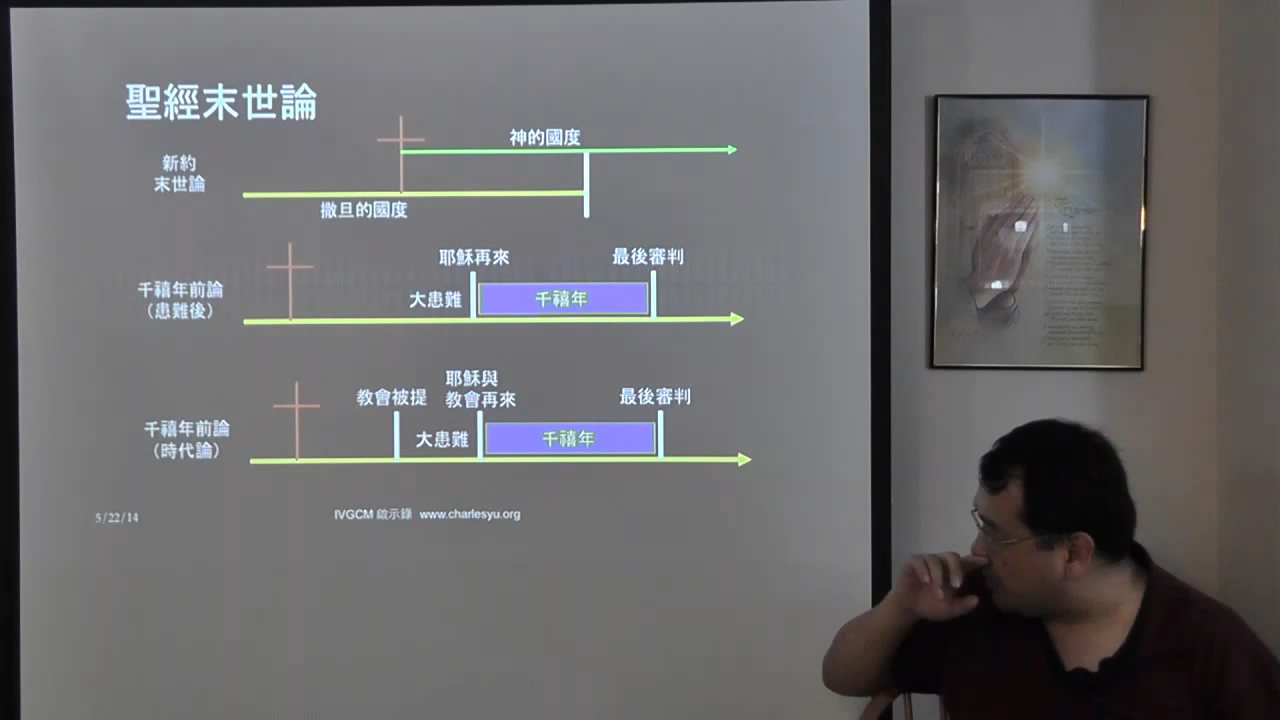 聖經末世論
神的國度
新約
末世論
撒旦的國度
耶穌再來
最後審判
千禧年前論
（患難後）
大患難
千禧年
教會被提
耶穌與
教會再來
最後審判
千禧年前論
（時代論）
大患難
千禧年
5/22/14
IVGCM 啟示錄 www.charlesyu.org